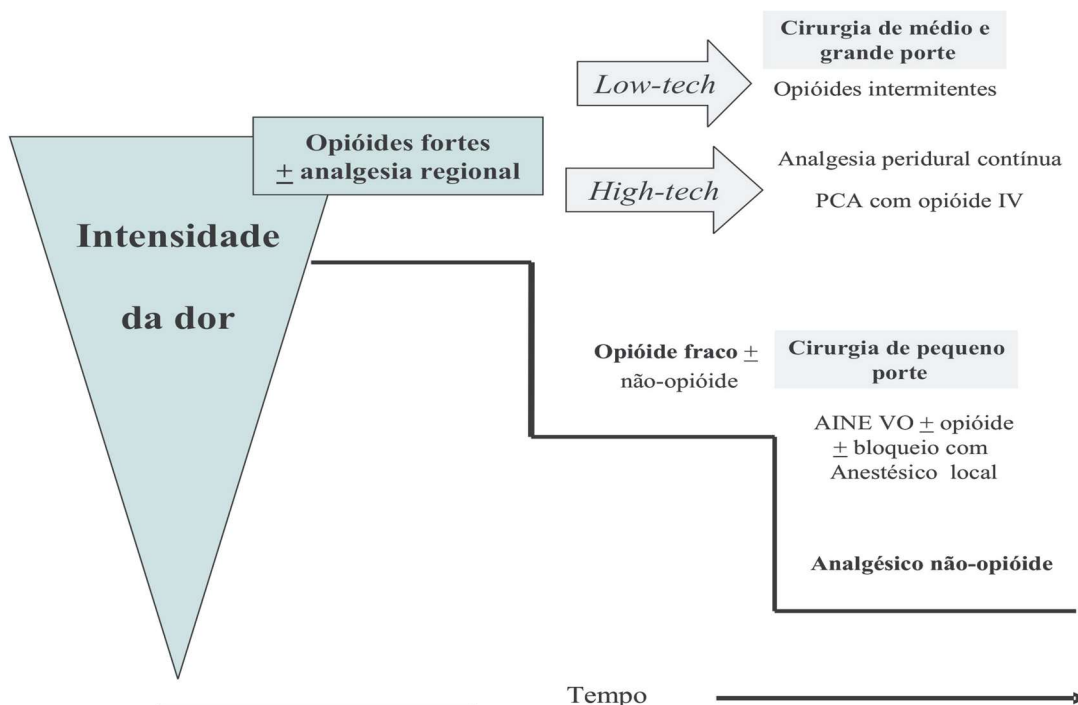 Cirurgia de médio e
grande porte
Low-tech
Opióides intermitentes
Opióides fortes
± analgesia regional
High-tech
Analgesia peridural contínua
PCA com opióide IV
Intensidade
da dor
Opióide fraco ±
não-opióide
Cirurgia de pequeno
porte
AINE VO ± opióide
± bloqueio com
Anestésico local
Analgésico não-opióide
Tempo